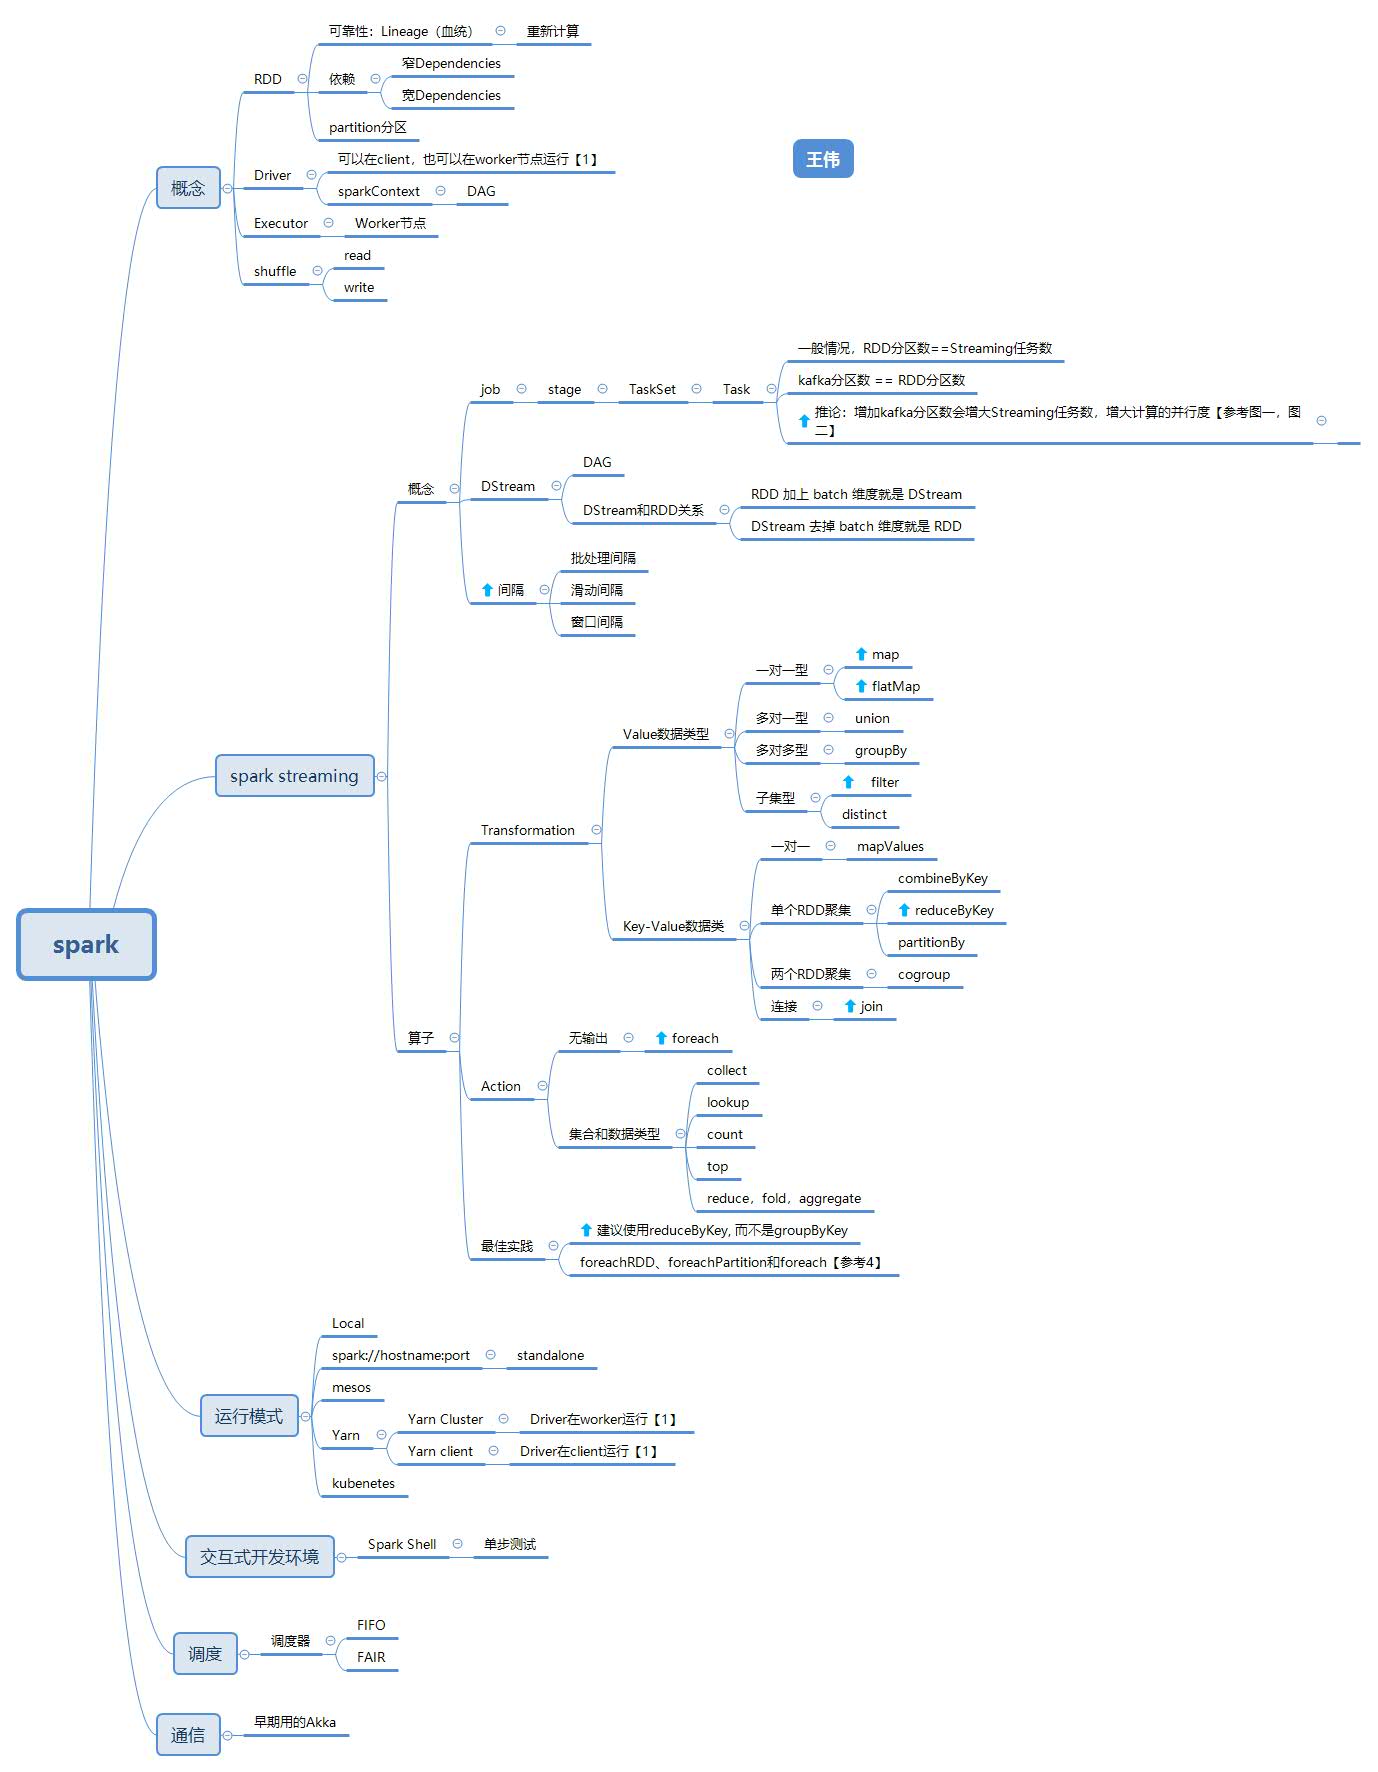 可靠性：Lineage（血统）
重新计算
RDD
依赖
窄Dependencies
宽Dependencies
partition分区
王伟
概念
Driver
可以在client，也可以在worker节点运行【1】
sparkContext
DAG
Executor
Worker节点
shuffle
read
write
一般情况，RDD分区数==Streaming任务数
job
stage
TaskSet
Task
kafka分区数 == RDD分区数
推论：增加kafka分区数会增大Streaming任务数，增大计算的并行度【参考图一，图
二】
概念
DStream
DAG
DStream和RDD关系
RDD 加上 batch 维度就是 DStream
DStream 去掉 batch 维度就是 RDD
间隔
批处理间隔
滑动间隔
窗口间隔
spark streaming
算子
Transformation
Value数据类型
一对一型
map
flatMap
多对一型
union
多对多型
groupBy
子集型
filter
distinct
Key-Value数据类
一对一
mapValues
单个RDD聚集
combineByKey
reduceByKey
partitionBy
两个RDD聚集
cogroup
连接
join
Action
无输出
foreach
集合和数据类型
collect
lookup
count
top
reduce，fold，aggregate
最佳实践
建议使用reduceByKey, 而不是groupByKey
foreachRDD、foreachPartition和foreach【参考4】
spark
运行模式
Local
spark://hostname:port
standalone
mesos
Yarn
Yarn Cluster
Driver在worker运行【1】
Yarn client
Driver在client运行【1】
kubenetes
交互式开发环境
Spark Shell
单步测试
调度
调度器
FIFO
FAIR
通信
早期用的Akka